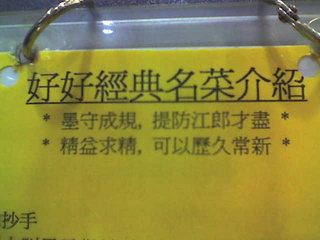 好好經典名菜介紹
* 墨守成規, 提防江郎才盡 *
* 精益求精, 可以歷久常新 *
抄手